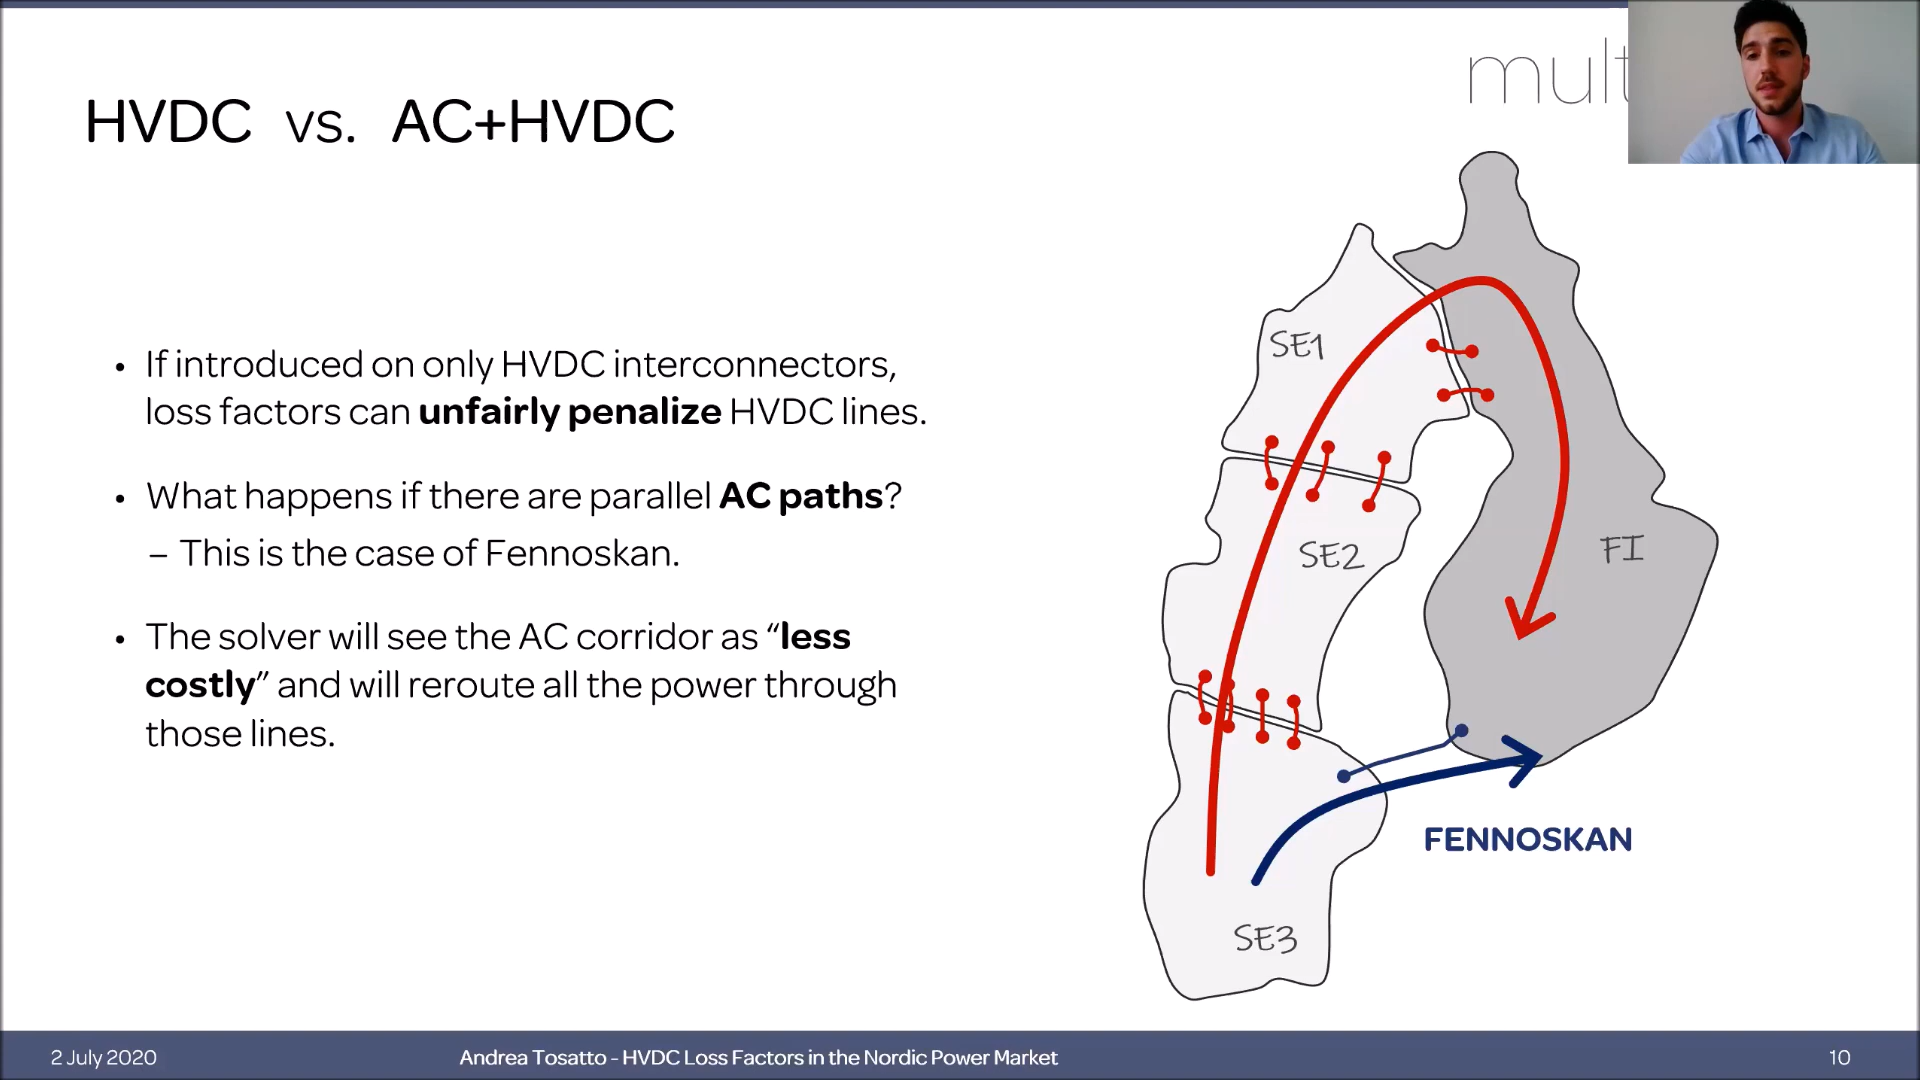 mult
HVDC vs. AC+HVDC
• If introduced on only HVDC interconnectors,
loss factors can unfairly penalize HVDC lines.
• What happens if there are parallel AC paths?
– This is the case of Fennoskan.
• The solver will see the AC corridor as “less
costly” and will reroute all the power through
those lines.
SE1
SE2
FI
FENNOSKAN
SE3
2 July 2020
Andrea Tosatto - HVDC Loss Factors in the Nordic Power Market
10